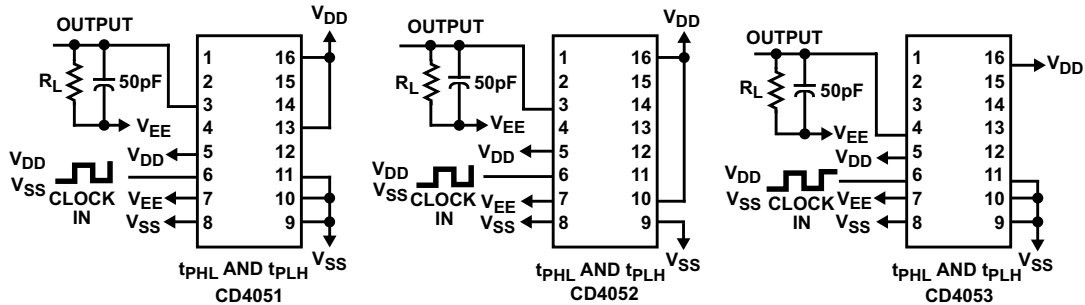 OUTPUT
R_L
50pF
V_EE
V_DD
V_DD
V_SS
CLOCK
IN
V_EE
V_SS
1
2
3
4
5
6
7
8
16
15
14
13
12
11
10
9
V_DD
V_SS
t_PHL AND t_PLH
CD4051
OUTPUT
R_L
50pF
V_EE
V_DD
V_DD
V_SS
CLOCK
IN
V_EE
V_SS
1
2
3
4
5
6
7
8
16
15
14
13
12
11
10
9
V_DD
V_SS
t_PHL AND t_PLH
CD4052
OUTPUT
R_L
50pF
V_EE
V_DD
V_DD
V_SS
CLOCK
IN
V_EE
V_SS
1
2
3
4
5
6
7
8
16
15
14
13
12
11
10
9
V_DD
V_SS
t_PHL AND t_PLH
CD4053